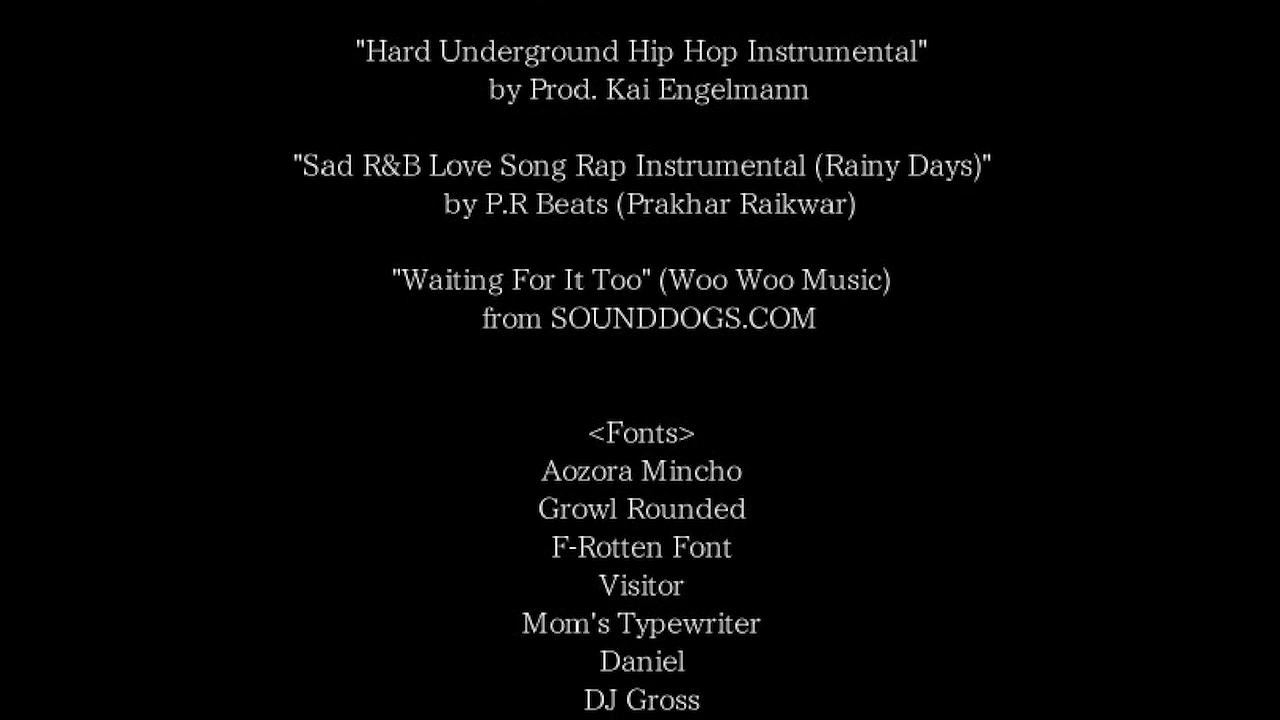 "Hard Underground Hip Hop Instrumental"
by Prod. Kai Engelmann
"Sad R&B Love Song Rap Instrumental (Rainy Days)"
by P.R Beats (Prakhar Raikwar)
"Waiting For It Too" (Woo Woo Music)
from SOUNDDOGS.COM
<Fonts>
Aozora Mincho
Growl Rounded
F-Rotten Font
Visitor
Mom's Typewriter
Daniel
DJ Gross